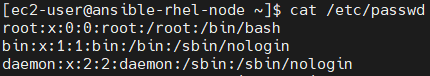 [ec2-user@ansible-rhel-node ~]$ cat /etc/passwd
root:x:0:0:root:/root:/bin/bash
bin:x:1:1:bin:/bin:/sbin/nologin
daemon:x:2:2:daemon:/sbin:/sbin/nologin